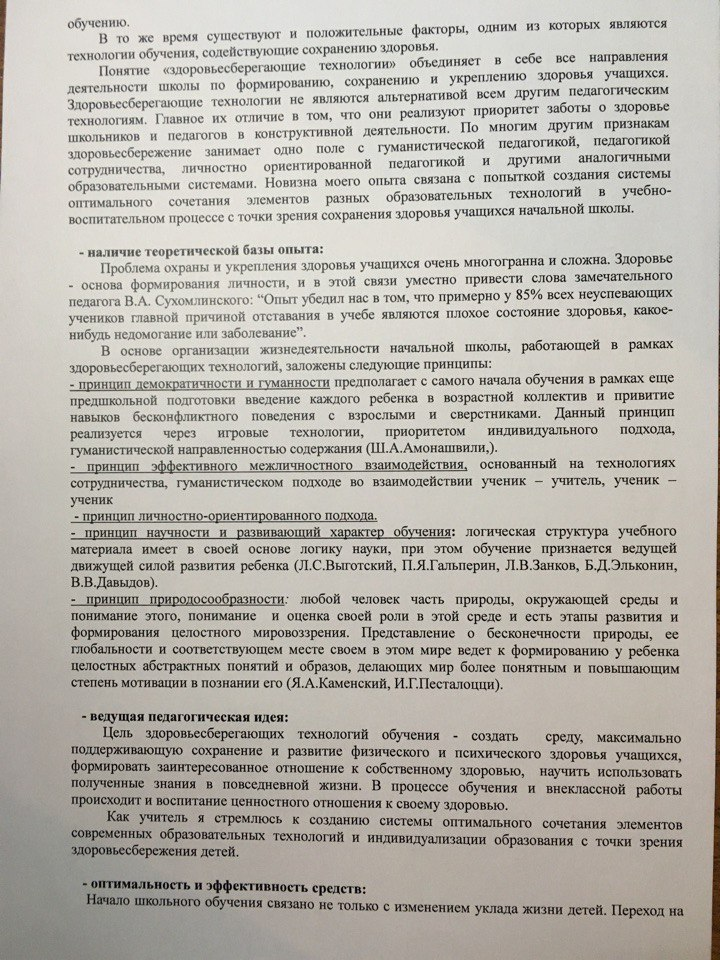 обучению.
В то же время существуют и положительные факторы, одним из которых являются
технологии обучения, содействующие сохранению здоровья.
Понятие «здоровьесберегающие технологии» объединяет в себе все направления
деятельности школы по формированию, сохранению и укреплению здоровья учащихся.
Здоровьесберегающие технологии не являются альтернативой всем другим педагогическим
технологиям. Главное их отличие в том, что они реализуют приоритет заботы о здоровье
школьников и педагогов в конструктивной деятельности. По многим другим признакам
здоровьесбережение занимает одно поле с гуманистической педагогикой, педагогикой
сотрудничества, личностно ориентированной педагогикой и другими аналогичными
образовательными системами. Новизна моего опыта связана с попыткой создания системы
оптимального сочетания элементов разных образовательных технологий в учебно-
воспитательном процессе с точки зрения сохранения здоровья учащихся начальной школы.
- наличие теоретической базы опыта:
Проблема охраны и укрепления здоровья учащихся очень многогранна и сложна. Здоровье
- основа формирования личности, и в этой связи уместно привести слова замечательного
педагога В.А. Сухомлинского: “Опыт убедил нас в том, что примерно у 85% всех неуспевающих
учеников главной причиной отставания в учебе являются плохое состояние здоровья, какое-
нибудь недомогание или заболевание”.
В основе организации жизнедеятельности начальной школы, работающей в рамках
здоровьесберегающих технологий, заложены следующие принципы:
- принцип демократичности и гуманности предполагает с самого начала обучения в рамках еще
предшкольной подготовки введение каждого ребенка в возрастной коллектив и привитие
навыков бесконфликтного поведения с взрослыми и сверстниками. Данный принцип
реализуется через игровые технологии, приоритетом индивидуального подхода,
гуманистической направленностью содержания (Ш.А.Амонашвили,).
- принцип эффективного межличностного взаимодействия, основанный на технологиях
сотрудничества, гуманистическом подходе во взаимодействии ученик – учитель, ученик –
ученик
- принцип личностно-ориентированного подхода.
- принцип научности и развивающий характер обучения: логическая структура учебного
материала имеет в своей основе логику науки, при этом обучение признается ведущей
движущей силой развития ребенка (Л.С.Выготский, П.Я.Гальперин, Л.В.Занков, Б.Д.Эльконин,
В.В.Давыдов).
- принцип природосообразности: любой человек часть природы, окружающей среды и
понимание этого, понимание и оценка своей роли в этой среде и есть этапы развития и
формирования целостного мировоззрения. Представление о бесконечности природы, ее
глобальности и соответствующем месте своем в этом мире ведет к формированию у ребенка
целостных абстрактных понятий и образов, делающих мир более понятным и повышающим
степень мотивации в познании его (Я.А.Каменский, И.Г.Песталоцци).
- ведущая педагогическая идея:
Цель здоровьесберегающих технологий обучения - создать среду, максимально
поддерживающую сохранение и развитие физического и психического здоровья учащихся,
формировать заинтересованное отношение к собственному здоровью, научить использовать
полученные знания в повседневной жизни. В процессе обучения и внеклассной работы
происходит и воспитание ценностного отношения к своему здоровью.
Как учитель я стремлюсь к созданию системы оптимального сочетания элементов
современных образовательных технологий и индивидуализации образования с точки зрения
здоровьесбережения детей.
- оптимальность и эффективность средств:
Начало школьного обучения связано не только с изменением уклада жизни детей. Переход на